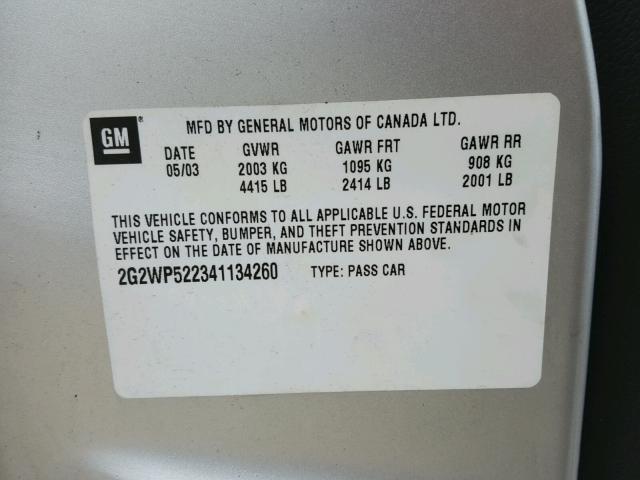 GM ®
MFD BY GENERAL MOTORS OF CANADA LTD.
DATE GVWR GAWR FRT GAWR RR
05/03 2003 KG 1095 KG 908 KG
4415 LB 2414 LB 2001 LB
THIS VEHICLE CONFORMS TO ALL APPLICABLE U.S. FEDERAL MOTOR
VEHICLE SAFETY, BUMPER, AND THEFT PREVENTION STANDARDS IN
EFFECT ON THE DATE OF MANUFACTURE SHOWN ABOVE.
2G2WP522341134260 TYPE: PASS CAR